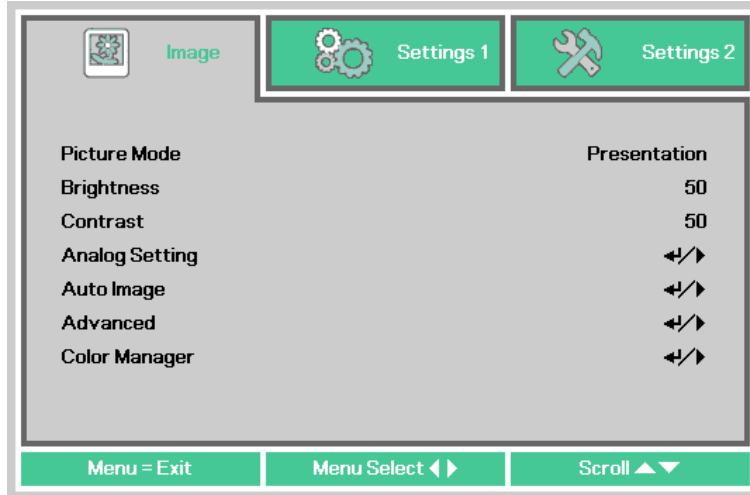 Image Settings 1 Settings 2
Picture Mode Presentation
Brightness 50
Contrast 50
Analog Setting
Auto Image
Advanced
Color Manager
Menu = Exit Menu Select Scroll